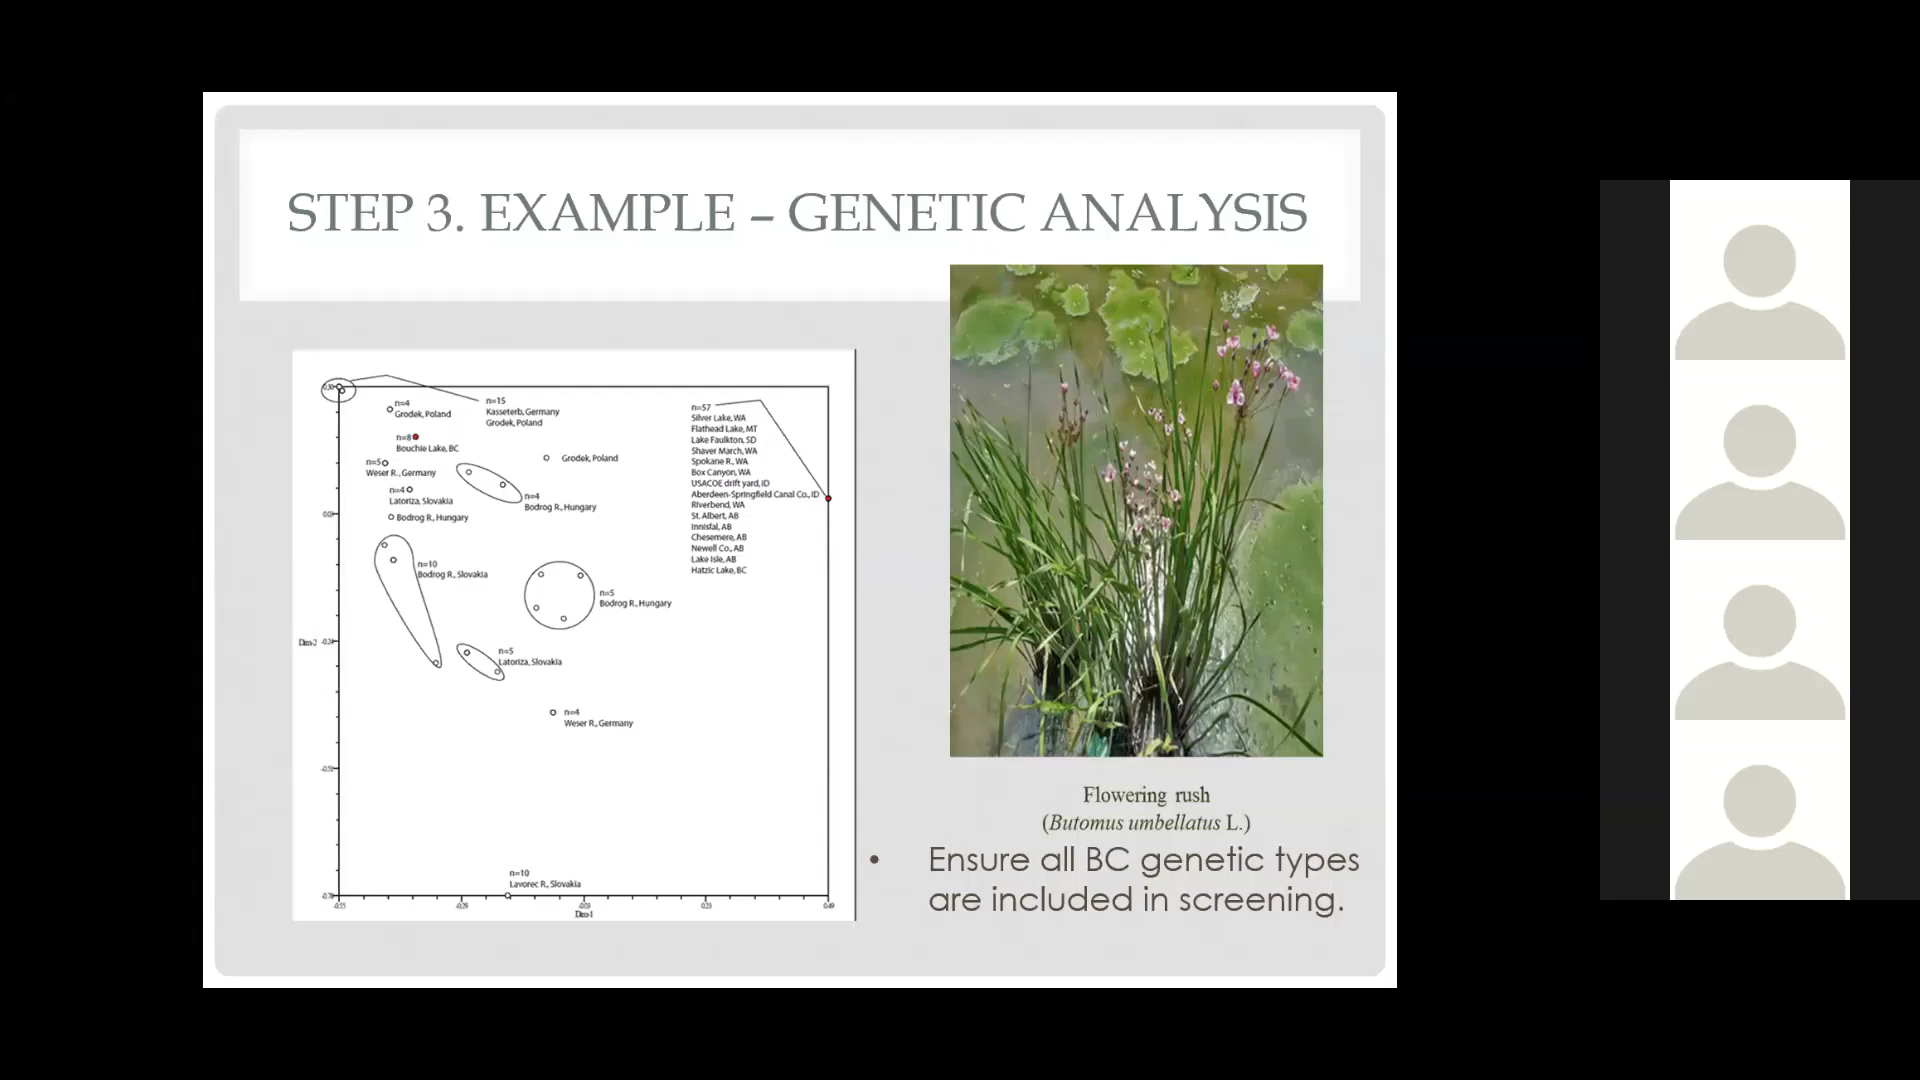 STEP 3. EXAMPLE – GENETIC ANALYSIS
n=15
Kasseterb, Germany
Grodek, Poland
n=4
Grodek, Poland
n=8
Bouchie Lake, BC
n=5
Weser R., Germany
n=4
Latoriza, Slovakia
Bodrog R., Hungary
Grodek, Poland
n=4
Bodrog R., Hungary
n=57
Silver Lake, WA
Flathead Lake, MT
Lake Faulkton, SD
Shaver March, WA
Spokane R., WA
Box Canyon, WA
USACOE drift yard, ID
Aberdeen-Springfield Canal Co., ID
Riverbend, WA
St. Albert, AB
Innisfal, AB
Chesemere, AB
Newell Co., AB
Lake Isle, AB
Hatzic Lake, BC
n=10
Bodrog R., Slovakia
n=5
Bodrog R., Hungary
n=5
Latoriza, Slovakia
n=4
Weser R., Germany
n=10
Lavorec R., Slovakia
Dim-2
Dim-1
Flowering rush
(Butomus umbellatus L.)
• Ensure all BC genetic types
are included in screening.